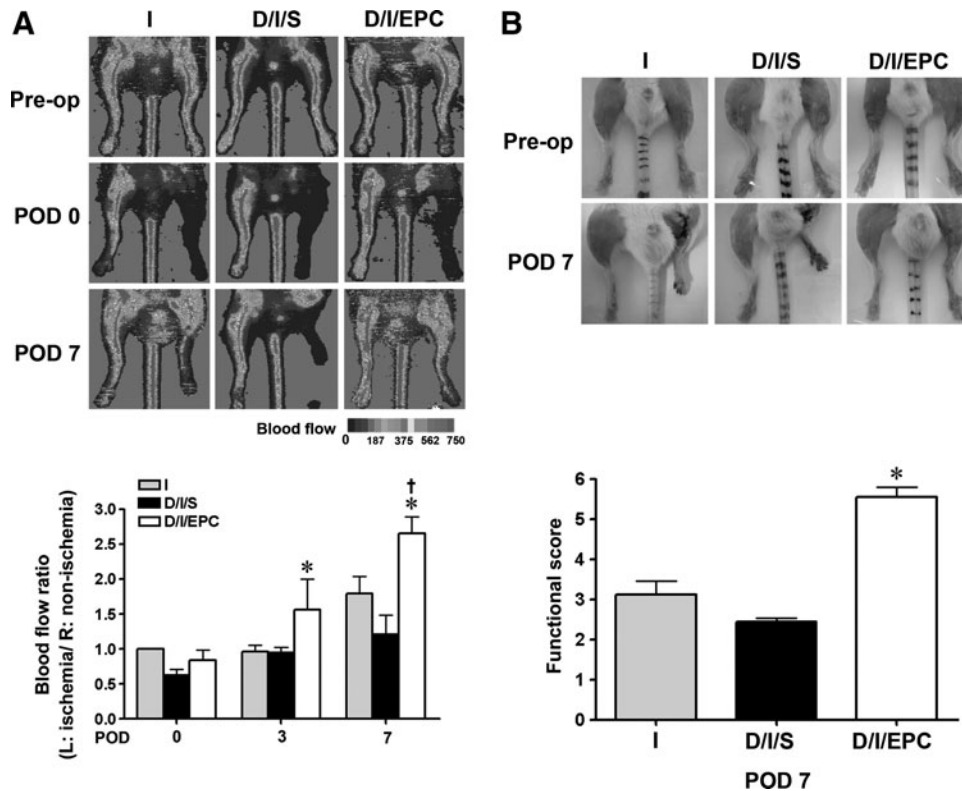 A
I
D/I/S
D/I/EPC
Pre-op
POD 0
POD 7
Blood flow
0 187 375 562 750
Blood flow ratio
(L: ischemia/ R: non-ischemia)
3.0
2.5
2.0
1.5
1.0
0.5
0.0
I
D/I/S
D/I/EPC
*
†
*
POD 0 3 7
B
I
D/I/S
D/I/EPC
Pre-op
POD 7
Functional score
6
5
4
3
2
1
0
*
I D/I/S D/I/EPC
POD 7